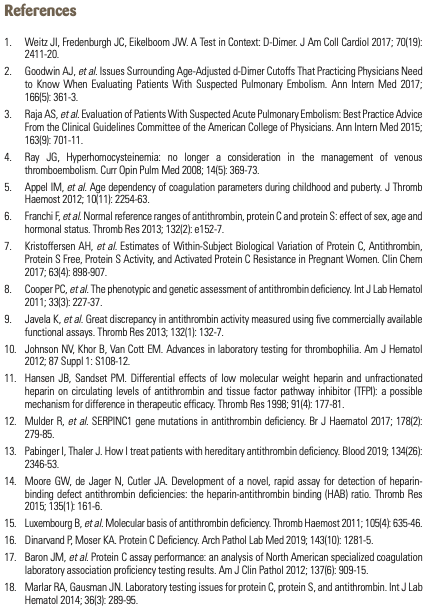 References
1. Weitz JI, Fredenburgh JC, Eikelboom JW. A Test in Context: D-Dimer. J Am Coll Cardiol 2017; 70(19):
2411-20.
2. Goodwin AJ, et al. Issues Surrounding Age-Adjusted d-Dimer Cutoffs That Practicing Physicians Need
to Know When Evaluating Patients With Suspected Pulmonary Embolism. Ann Intern Med 2017;
166(5): 361-3.
3. Raja AS, et al. Evaluation of Patients With Suspected Acute Pulmonary Embolism: Best Practice Advice
From the Clinical Guidelines Committee of the American College of Physicians. Ann Intern Med 2015;
163(9): 701-11.
4. Ray JG, Hyperhomocysteinemia: no longer a consideration in the management of venous
thromboembolism. Curr Opin Pulm Med 2008; 14(5): 369-73.
5. Appel IM, et al. Age dependency of coagulation parameters during childhood and puberty. J Thromb
Haemost 2012; 10(11): 2254-63.
6. Franchi F, et al. Normal reference ranges of antithrombin, protein C and protein S: effect of sex, age and
hormonal status. Thromb Res 2013; 132(2): e152-7.
7. Kristoffersen AH, et al. Estimates of Within-Subject Biological Variation of Protein C, Antithrombin,
Protein S Free, Protein S Activity, and Activated Protein C Resistance in Pregnant Women. Clin Chem
2017; 63(4): 898-907.
8. Cooper PC, et al. The phenotypic and genetic assessment of antithrombin deficiency. Int J Lab Hematol
2011; 33(3): 227-37.
9. Javela K, et al. Great discrepancy in antithrombin activity measured using five commercially available
functional assays. Thromb Res 2013; 132(1): 132-7.
10. Johnson NV, Khor B, Van Cott EM. Advances in laboratory testing for thrombophilia. Am J Hematol
2012; 87 Suppl 1: S108-12.
11. Hansen JB, Sandset PM. Differential effects of low molecular weight heparin and unfractionated
heparin on circulating levels of antithrombin and tissue factor pathway inhibitor (TFPI): a possible
mechanism for difference in therapeutic efficacy. Thromb Res 1998; 91(4): 177-81.
12. Mulder R, et al. SERPINC1 gene mutations in antithrombin deficiency. Br J Haematol 2017; 178(2):
279-85.
13. Pabinger I, Thaler J. How I treat patients with hereditary antithrombin deficiency. Blood 2019; 134(26):
2346-53.
14. Moore GW, de Jager N, Cutler JA. Development of a novel, rapid assay for detection of heparin-
binding defect antithrombin deficiencies: the heparin-antithrombin binding (HAB) ratio. Thromb Res
2015; 135(1): 161-6.
15. Luxembourg B, et al. Molecular basis of antithrombin deficiency. Thromb Haemost 2011; 105(4): 635-46.
16. Dinarvand P, Moser KA. Protein C Deficiency. Arch Pathol Lab Med 2019; 143(10): 1281-5.
17. Baron JM, et al. Protein C assay performance: an analysis of North American specialized coagulation
laboratory association proficiency testing results. Am J Clin Pathol 2012; 137(6): 909-15.
18. Marlar RA, Gausman JN. Laboratory testing issues for protein C, protein S, and antithrombin. Int J Lab
Hematol 2014; 36(3): 289-95.